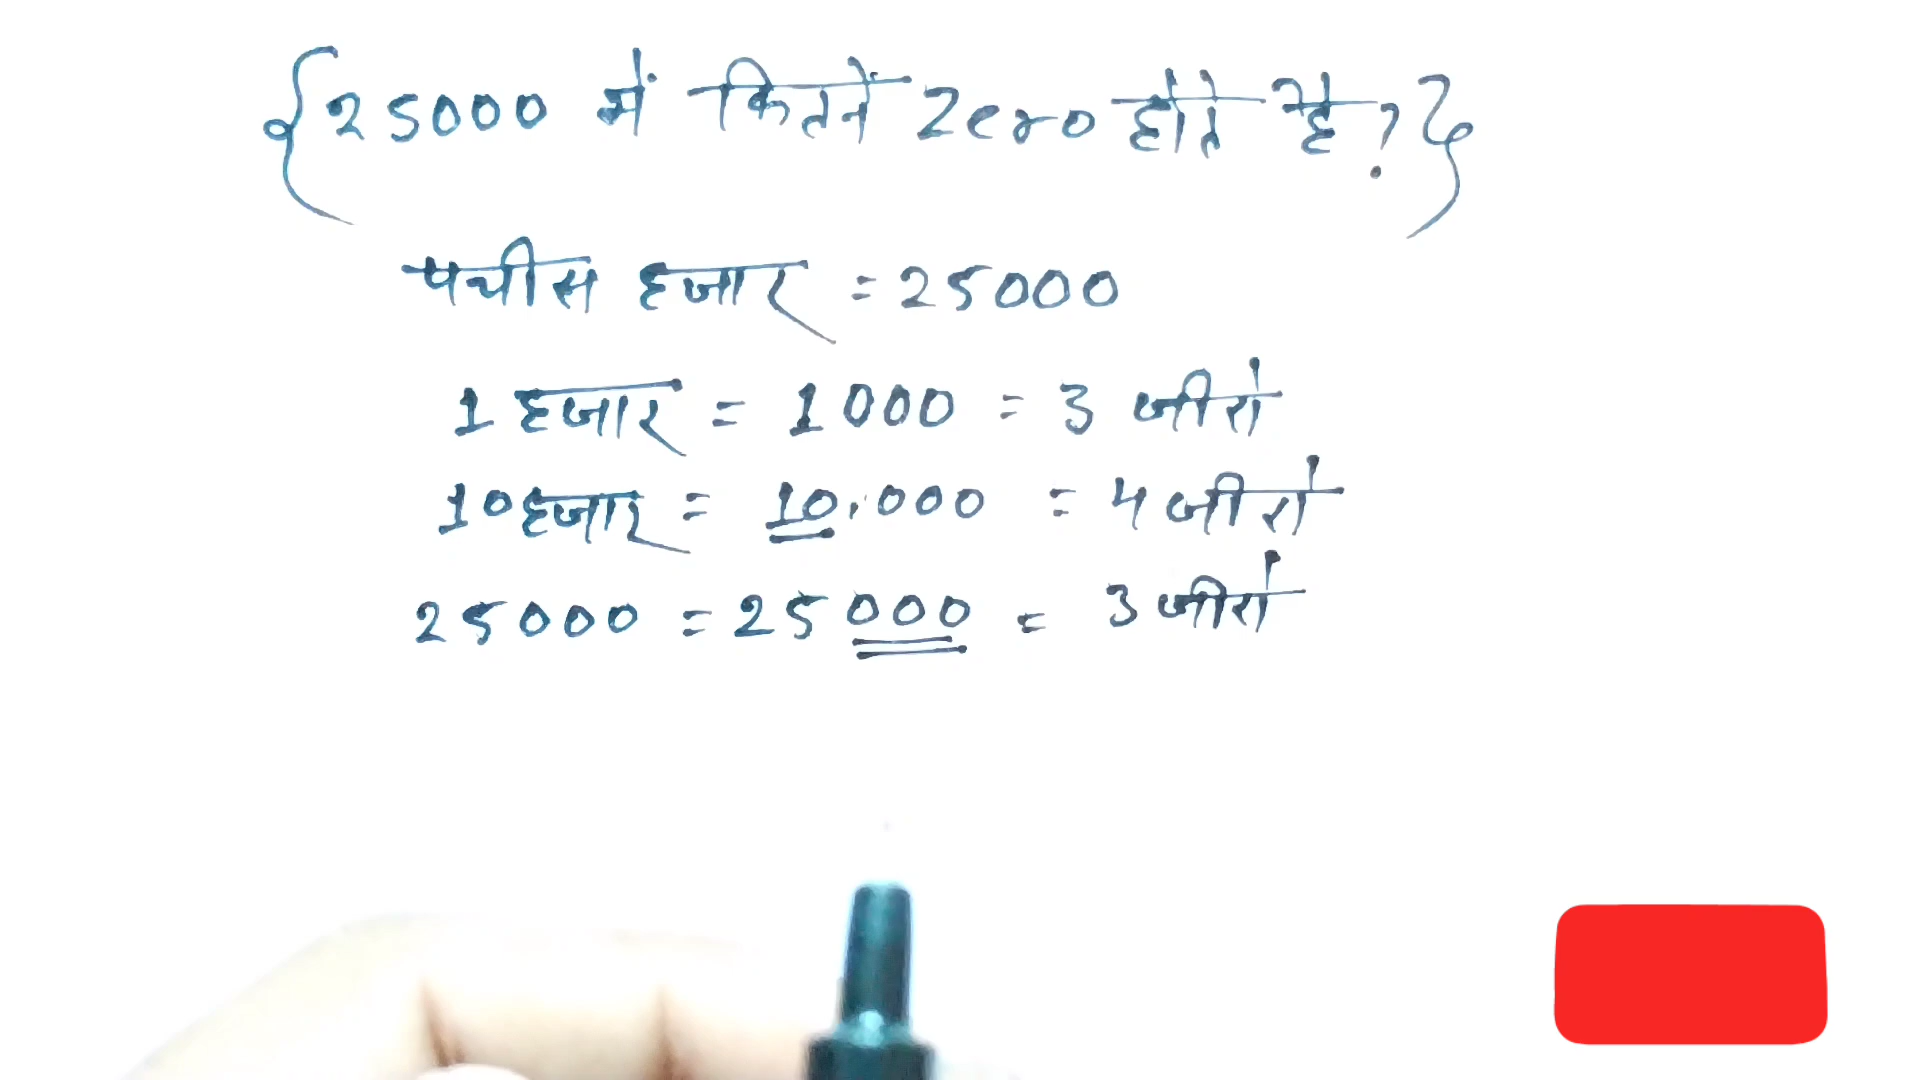 {25000 में कितने Zero होते है?}
पचीस हजार = 25000
1 हजार = 1000 = 3 जीरो
10 हजार = 10,000 = 4 जीरो
25000 = 25000 = 3 जीरो